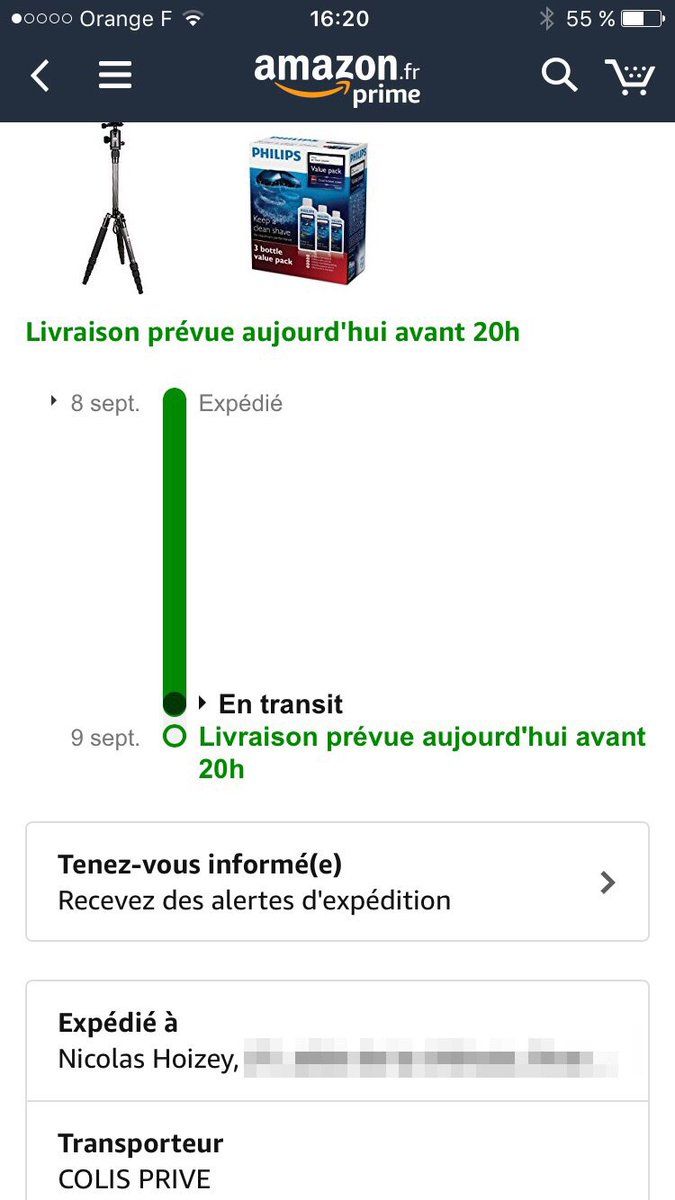 Orange F 16:20 55 %
amazon.fr
prime
PHILIPS PHILIPS
Value pack
Keep a
clean shave
3 bottle
value pack
Livraison prévue aujourd'hui avant 20h
8 sept. Expédié
En transit
9 sept. Livraison prévue aujourd'hui avant
20h
Tenez-vous informé(e)
Recevez des alertes d'expédition
Expédié à
Nicolas Hoizey,
Transporteur
COLIS PRIVE